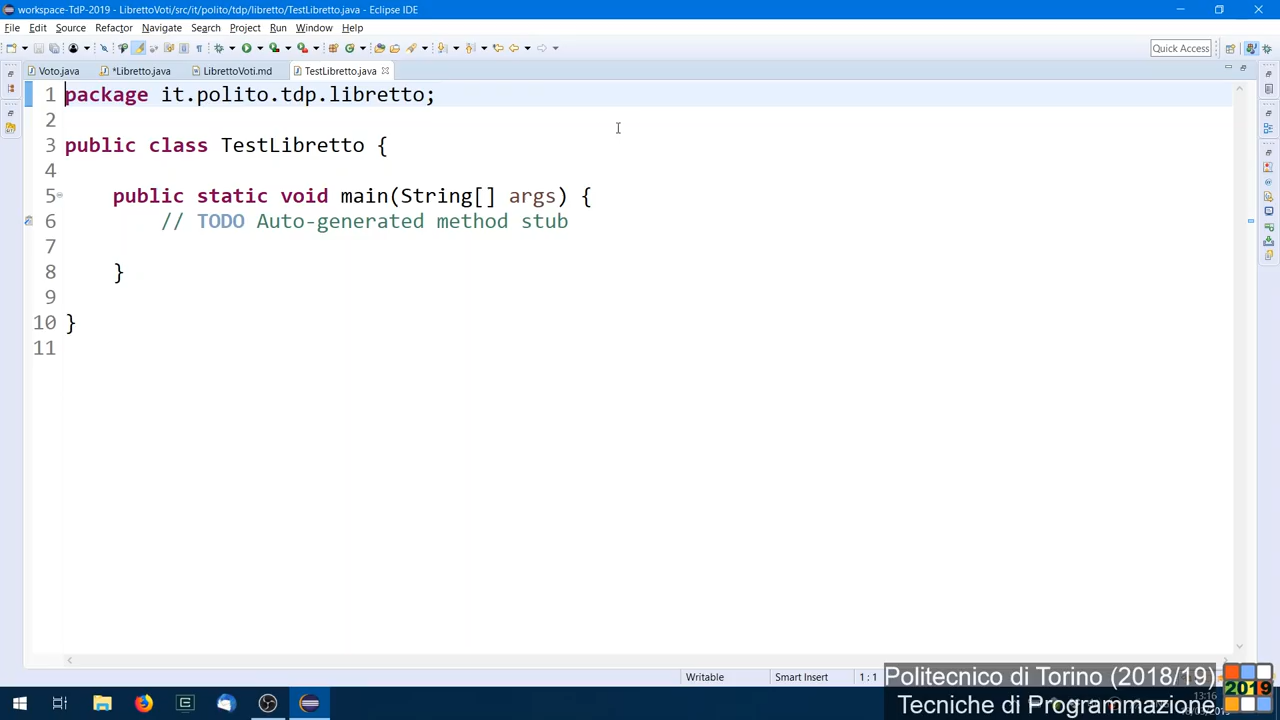 workspace-TdP-2019 - LibrettoVoti/src/it/polito/tdp/libretto/TestLibretto.java - Eclipse IDE
File Edit Source Refactor Navigate Search Project Run Window Help
Quick Access
Voto.java *Libretto.java LibrettoVoti.md TestLibretto.java
1 package it.polito.tdp.libretto;
2
3 public class TestLibretto {
4
5 public static void main(String[] args) {
6 // TODO Auto-generated method stub
7
8 }
9
10 }
11
Writable Smart Insert 1 : 1
Politecnico di Torino (2018/19)
Tecniche di Programmazione
2019
13:16